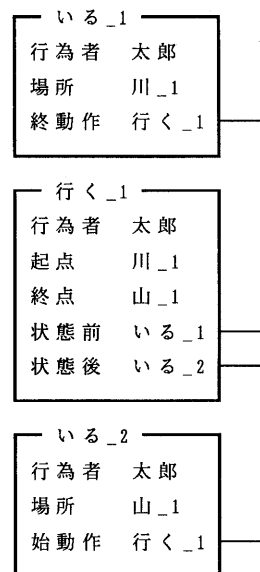 いる_1
行為者 太郎
場所 川_1
終動作 行く_1
行く_1
行為者 太郎
起点 川_1
終点 山_1
状態前 いる_1
状態後 いる_2
いる_2
行為者 太郎
場所 山_1
始動作 行く_1